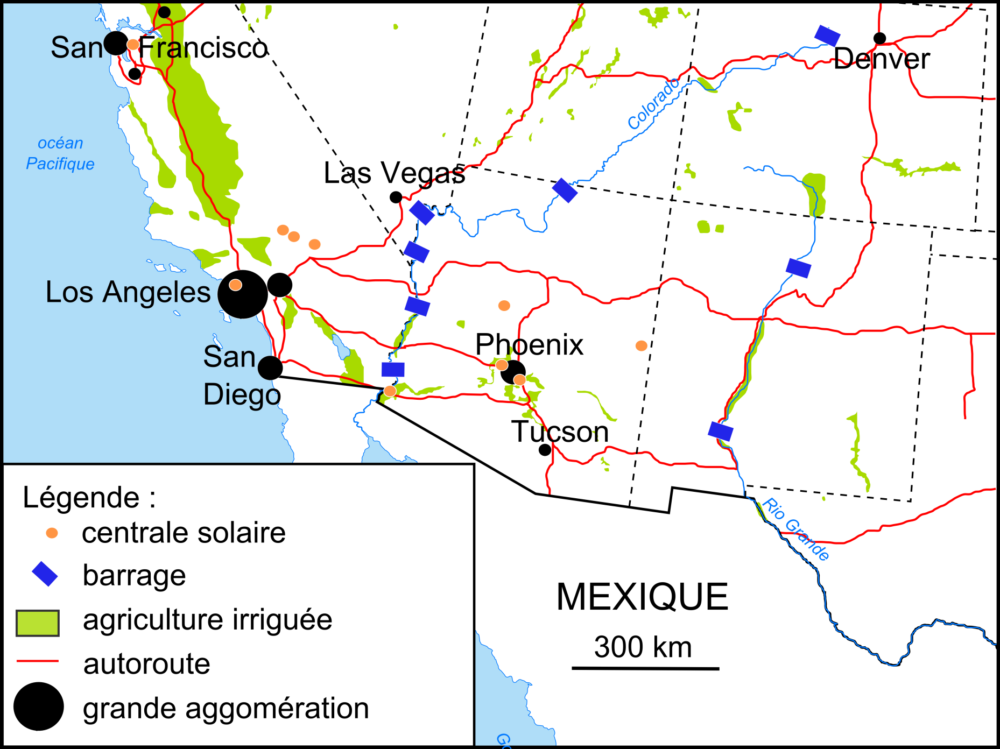 San Francisco
Denver
Colorado
océan
Pacifique
Las Vegas
Los Angeles
Phoenix
San
Diego
Tucson
Légende :
centrale solaire
barrage
agriculture irriguée
autoroute
grande aggomération
Rio Grande
MEXIQUE
300 km